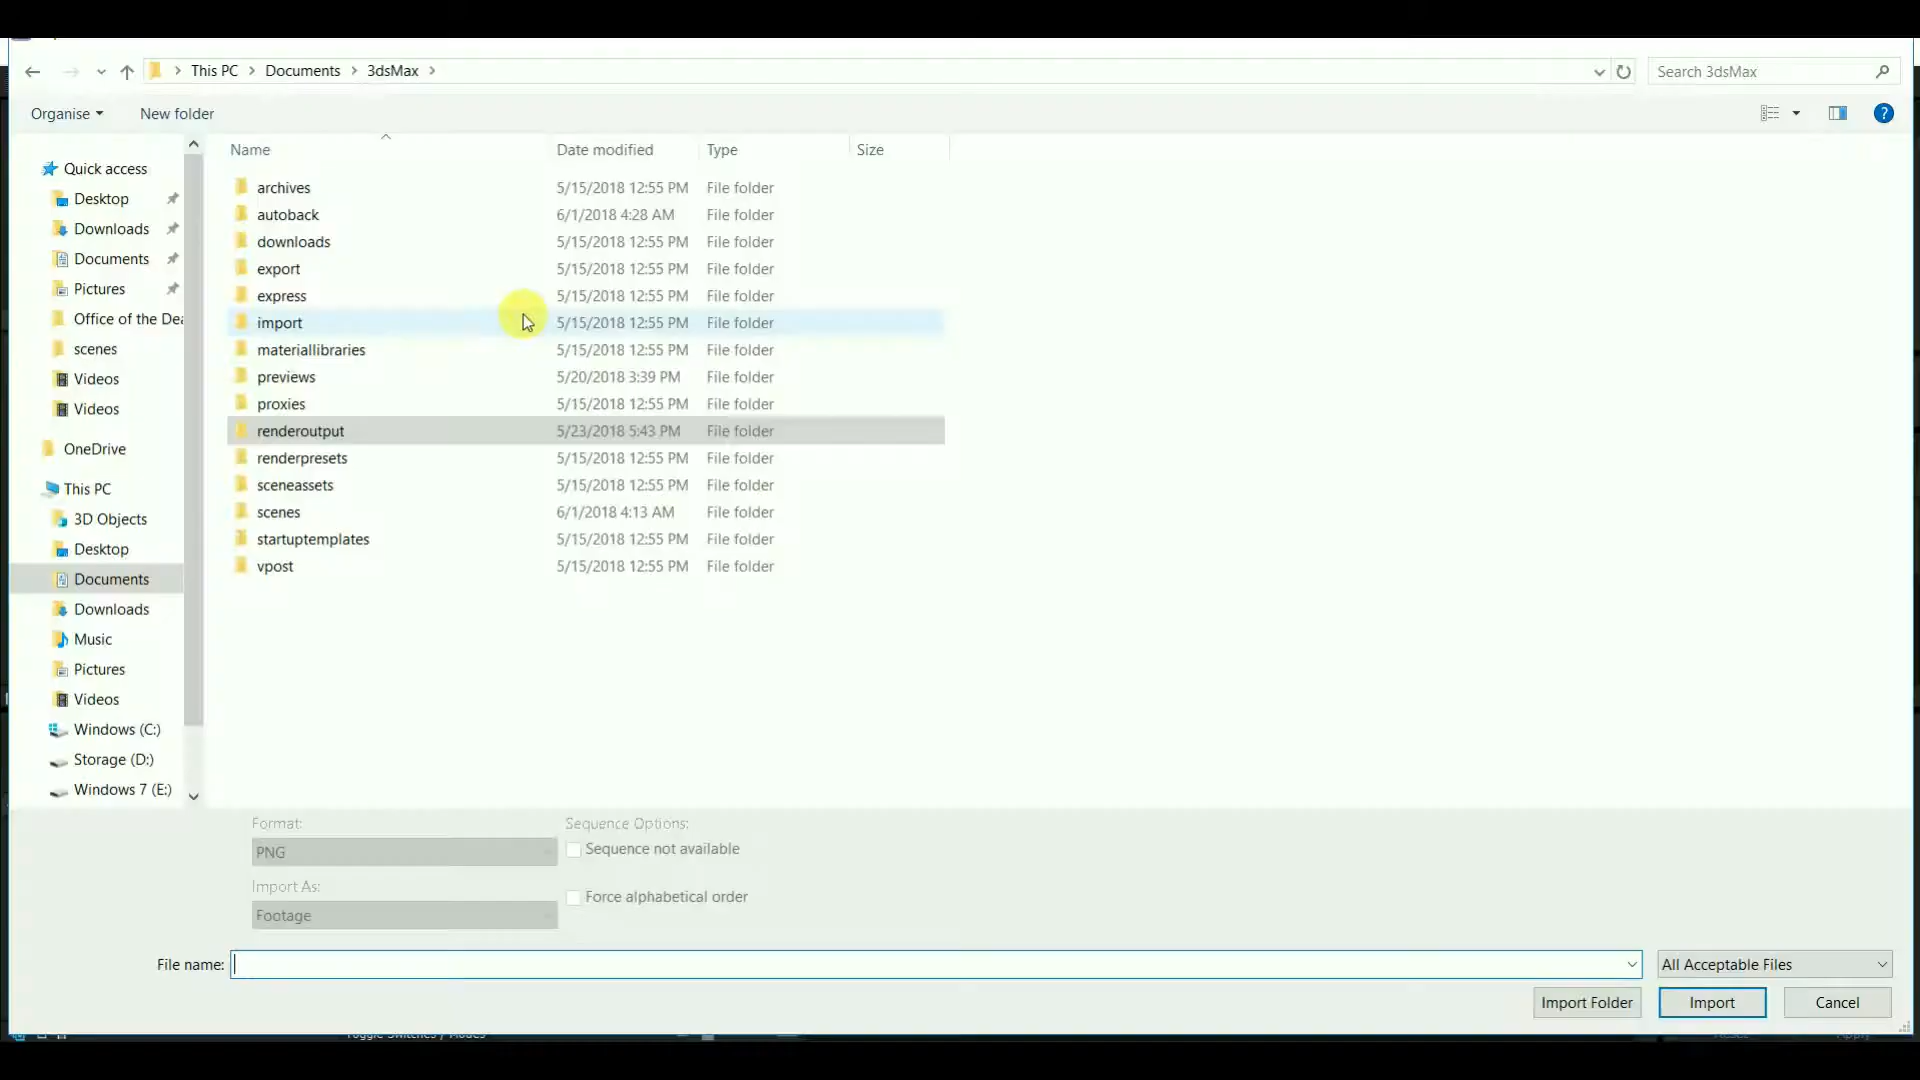 This PC > Documents > 3dsMax >
Search 3dsMax
Organise
New folder
Name
Date modified
Type
Size
Quick access
Desktop
Downloads
Documents
Pictures
Office of the Dea
scenes
Videos
Videos
OneDrive
This PC
3D Objects
Desktop
Documents
Downloads
Music
Pictures
Videos
Windows (C:)
Storage (D:)
Windows 7 (E:)
archives 5/15/2018 12:55 PM File folder
autoback 6/1/2018 4:28 AM File folder
downloads 5/15/2018 12:55 PM File folder
export 5/15/2018 12:55 PM File folder
express 5/15/2018 12:55 PM File folder
import 5/15/2018 12:55 PM File folder
materiallibraries 5/15/2018 12:55 PM File folder
previews 5/20/2018 3:39 PM File folder
proxies 5/15/2018 12:55 PM File folder
renderoutput 5/23/2018 5:43 PM File folder
renderpresets 5/15/2018 12:55 PM File folder
sceneassets 5/15/2018 12:55 PM File folder
scenes 6/1/2018 4:13 AM File folder
startuptemplates 5/15/2018 12:55 PM File folder
vpost 5/15/2018 12:55 PM File folder
Format:
PNG
Import As:
Footage
Sequence Options:
Sequence not available
Force alphabetical order
File name:
All Acceptable Files
Import Folder
Import
Cancel
Toggle Switches / Modes